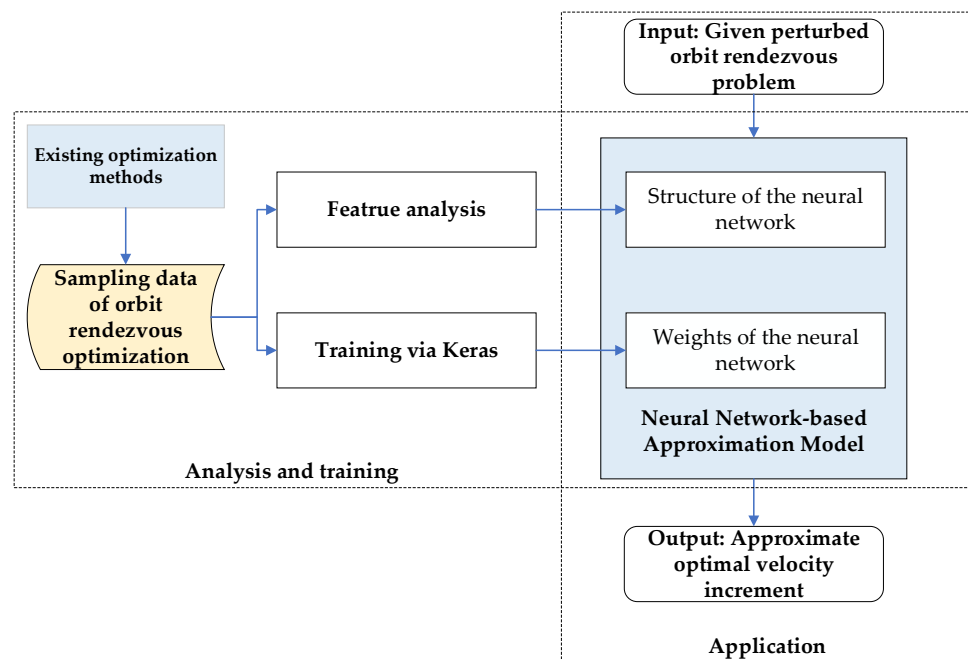 Input: Given perturbed
orbit rendezvous
problem
Existing optimization
methods
Featrue analysis
Structure of the neural
network
Sampling data
of orbit
rendezvous
optimization
Training via Keras
Weights of the neural
network
Neural Network-based
Approximation Model
Analysis and training
Output: Approximate
optimal velocity
increment
Application